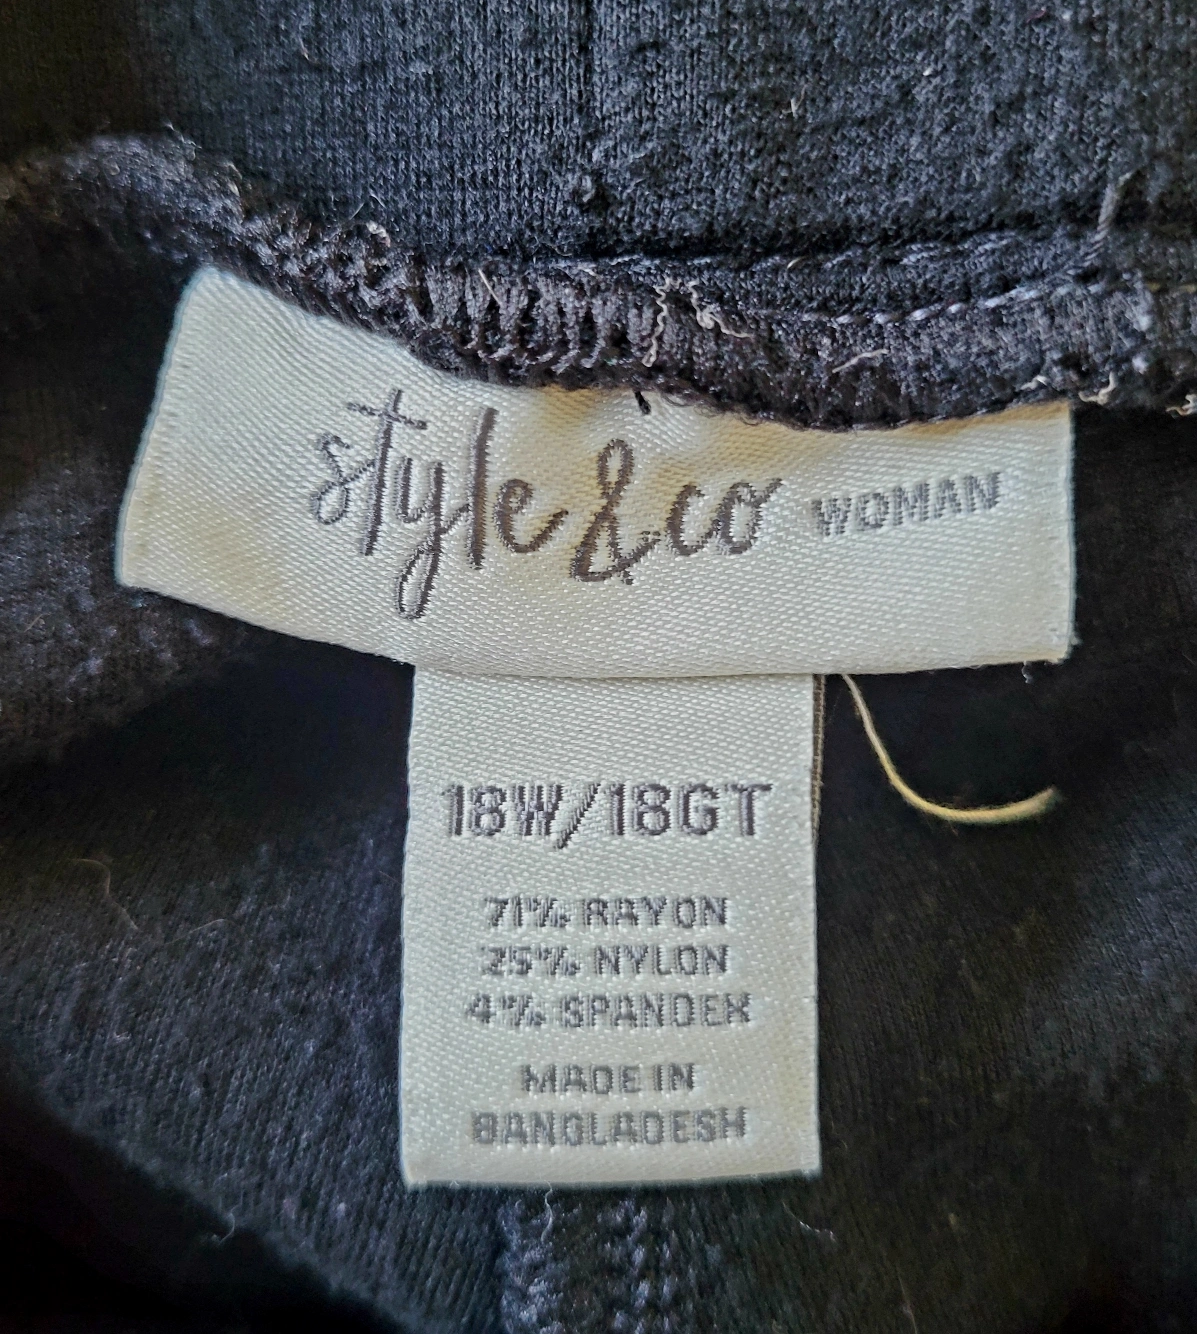 style & co WOMAN
18W/18GT
71% RAYON
25% NYLON
4% SPANDEX
MADE IN
BANGLADESH